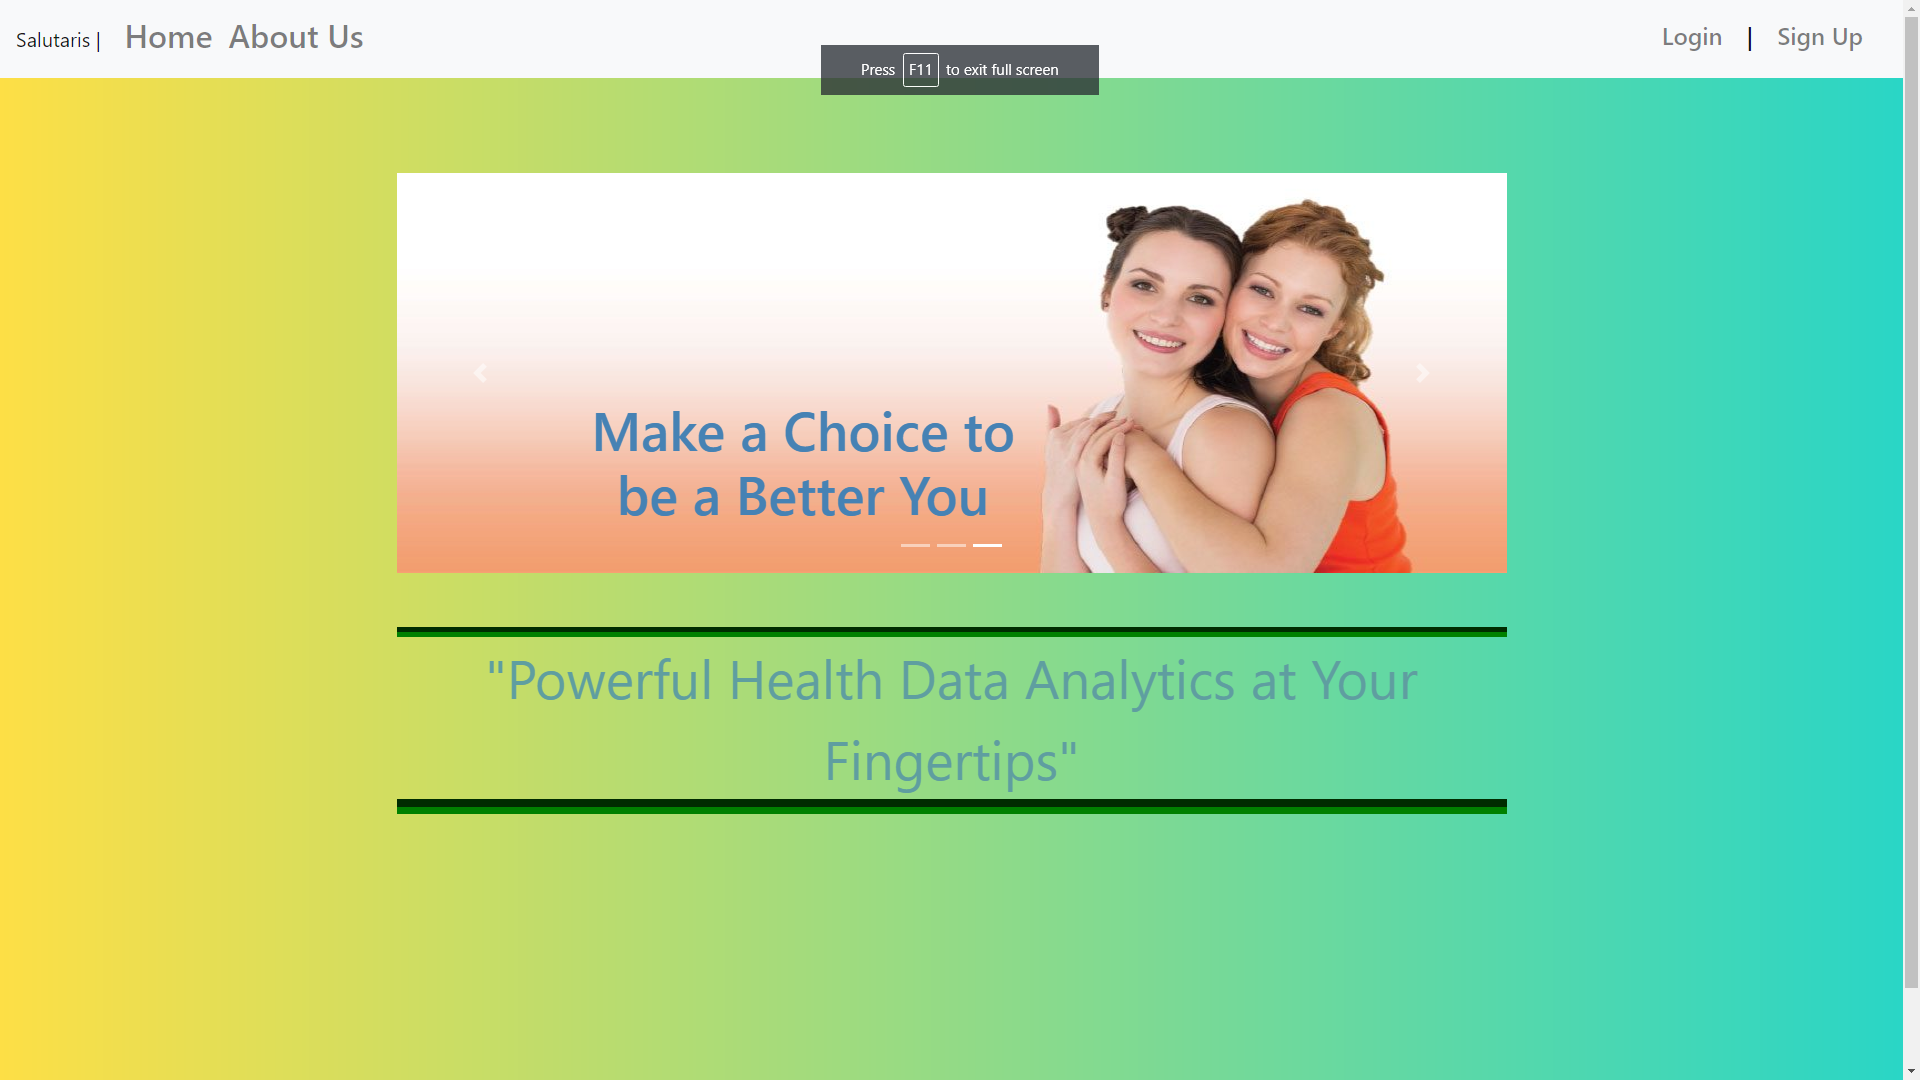 Salutaris | Home About Us Login | Sign Up
Press F11 to exit full screen
Make a Choice to
be a Better You
"Powerful Health Data Analytics at Your
Fingertips"